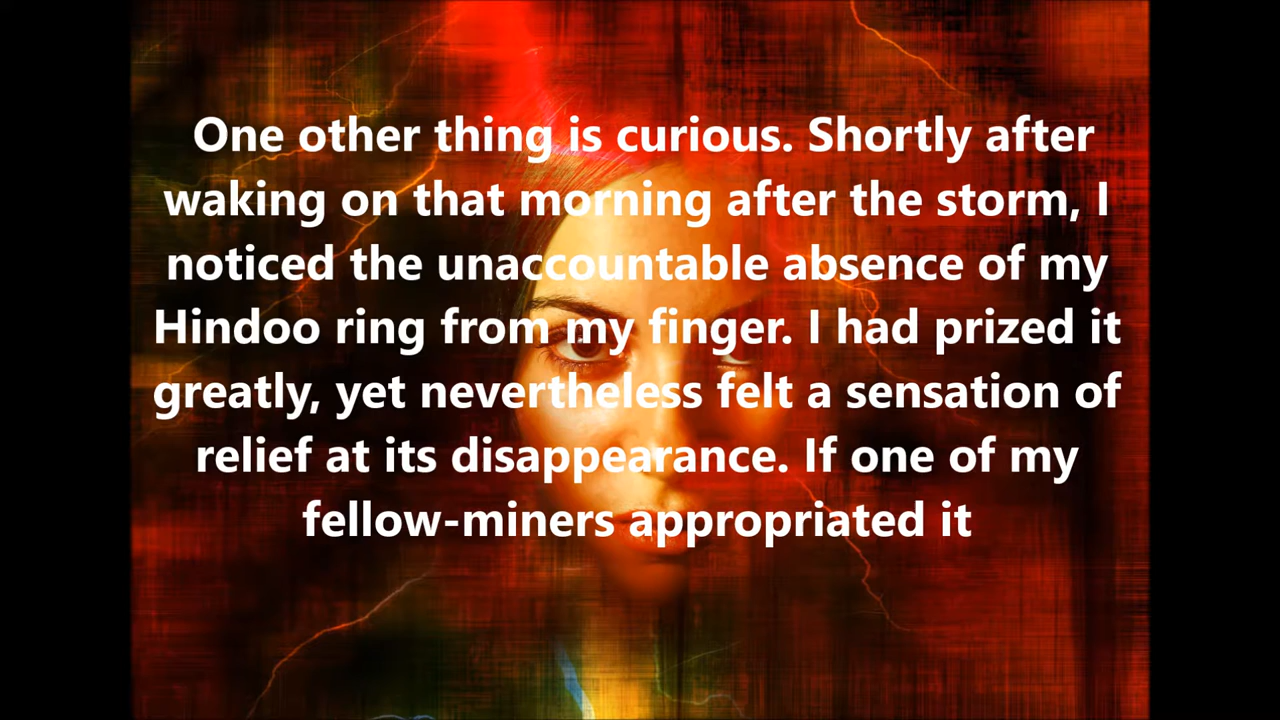 One other thing is curious. Shortly after
waking on that morning after the storm, I
noticed the unaccountable absence of my
Hindoo ring from my finger. I had prized it
greatly, yet nevertheless felt a sensation of
relief at its disappearance. If one of my
fellow-miners appropriated it